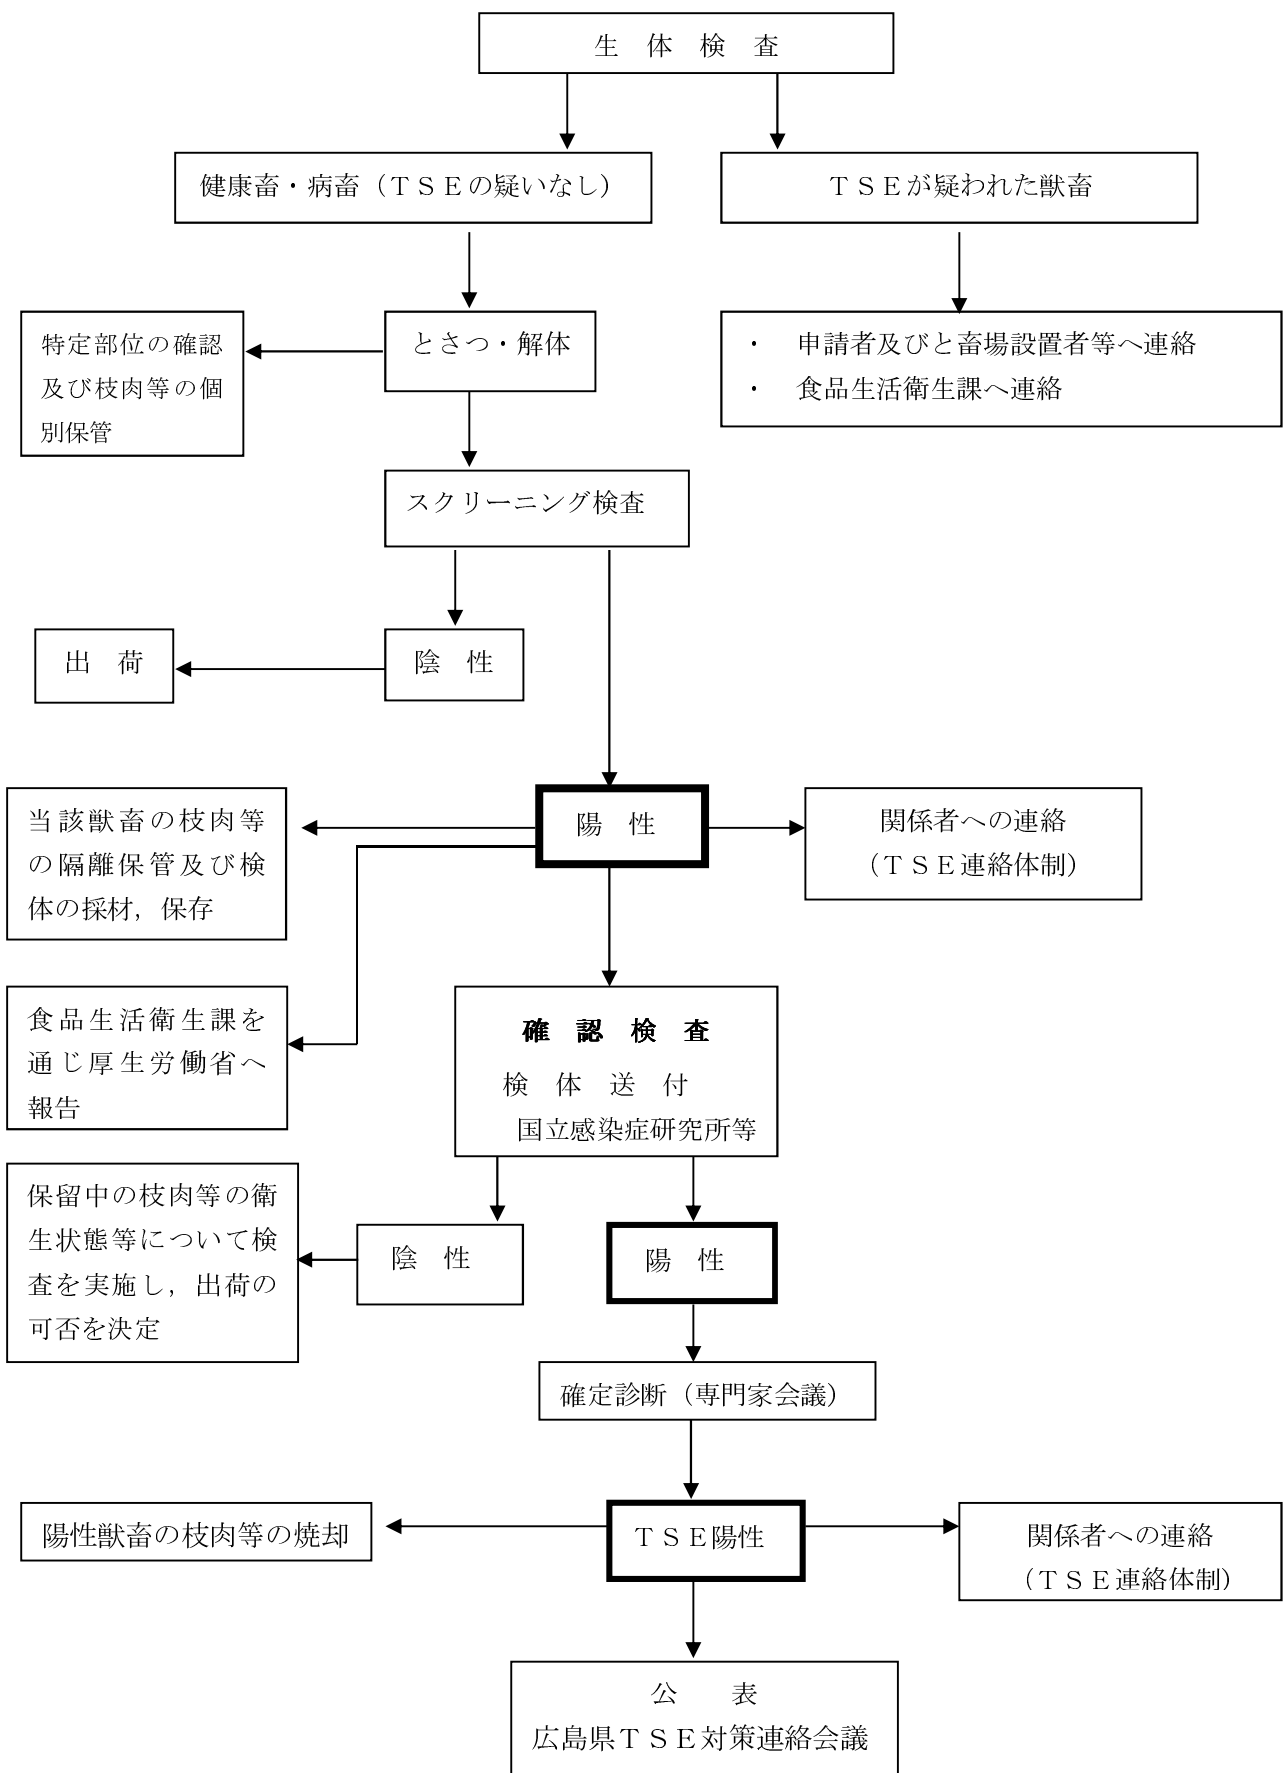 生　体　検　査
健康畜・病畜（ＴＳＥの疑いなし）
ＴＳＥが疑われた獣畜
特定部位の確認
及び枝肉等の個
別保管
とさつ・解体
・　申請者及びと畜場設置者等へ連絡
・　食品生活衛生課へ連絡
スクリーニング検査
出　荷
陰　性
当該獣畜の枝肉等
の隔離保管及び検
体の採材，保存
陽　性
関係者への連絡
（ＴＳＥ連絡体制）
食品生活衛生課を
通じ厚生労働省へ
報告
確　認　検　査
検　体　送　付
国立感染症研究所等
保留中の枝肉等の衛
生状態等について検
査を実施し，出荷の
可否を決定
陰　性
陽　性
確定診断（専門家会議）
陽性獣畜の枝肉等の焼却
ＴＳＥ陽性
関係者への連絡
（ＴＳＥ連絡体制）
公　　表
広島県ＴＳＥ対策連絡会議